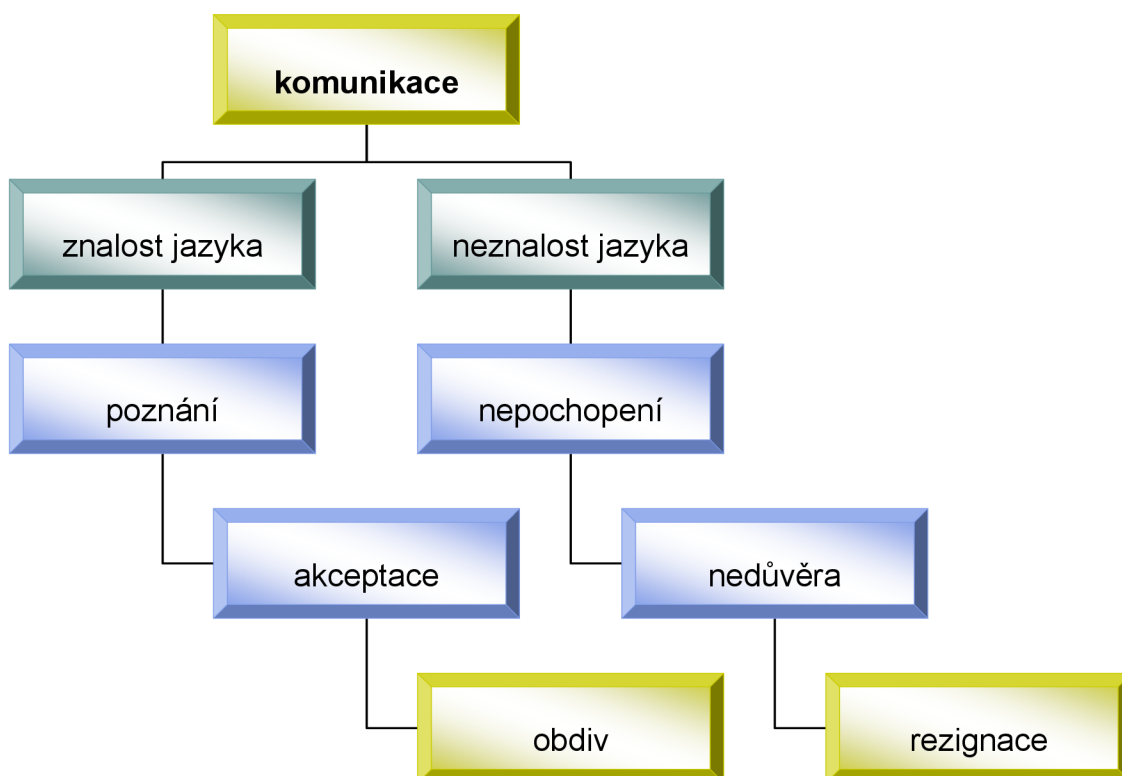 komunikace
znalost jazyka
neznalost jazyka
poznání
nepochopení
akceptace
nedůvěra
obdiv
rezignace